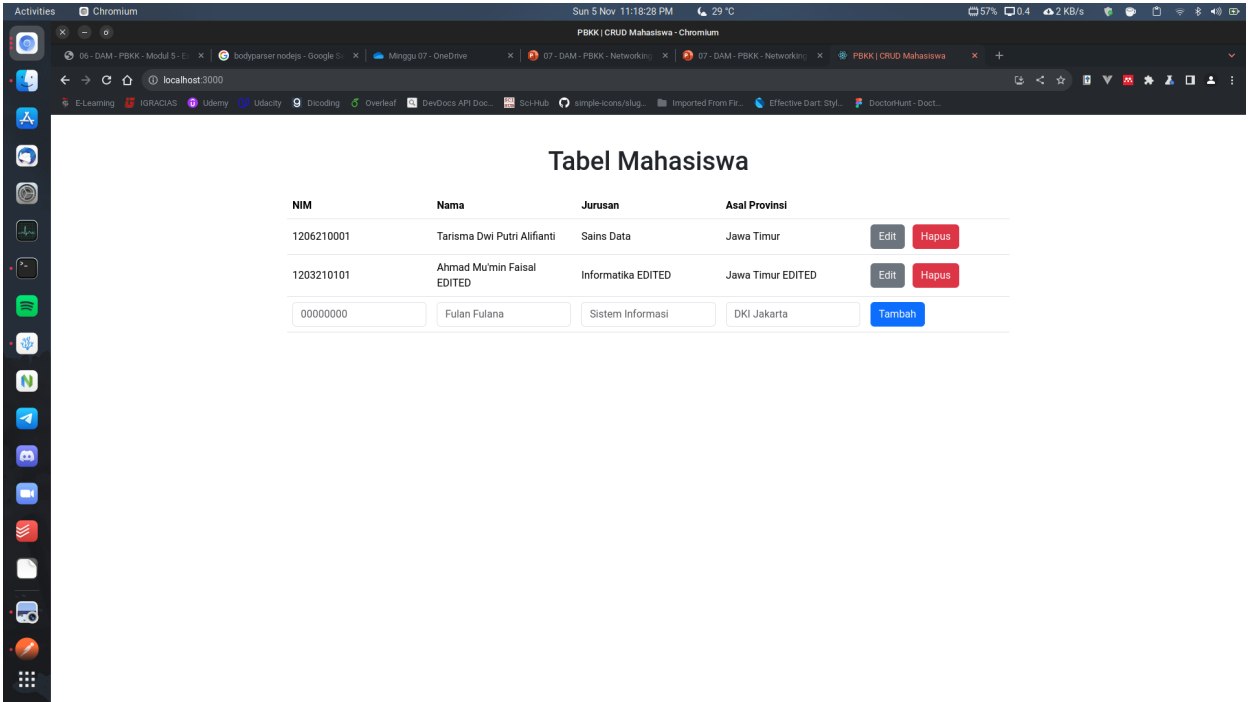 Activities Chromium Sun 5 Nov 11:18:28 PM 29 °C 57% 0.4 2 KB/s
PBKK | CRUD Mahasiswa - Chromium
06 - DAM - PBKK - Modul 5 - E bodyparser nodejs - Google Se Minggu 07 - OneDrive 07 - DAM - PBKK - Networking 07 - DAM - PBKK - Networking PBKK | CRUD Mahasiswa
localhost:3000
E-Learning IGRACIAS Udemy Udacity Dicoding Overleaf DevDocs API Doc... Sci-Hub simple-icons/slug... Imported From Fir... Effective Dart: Styl... DoctorHunt - Doct...
Tabel Mahasiswa
NIM Nama Jurusan Asal Provinsi
1206210001 Tarisma Dwi Putri Alifianti Sains Data Jawa Timur Edit Hapus
1203210101 Ahmad Mu'min Faisal EDITED Informatika EDITED Jawa Timur EDITED Edit Hapus
00000000 Fulan Fulana Sistem Informasi DKI Jakarta Tambah